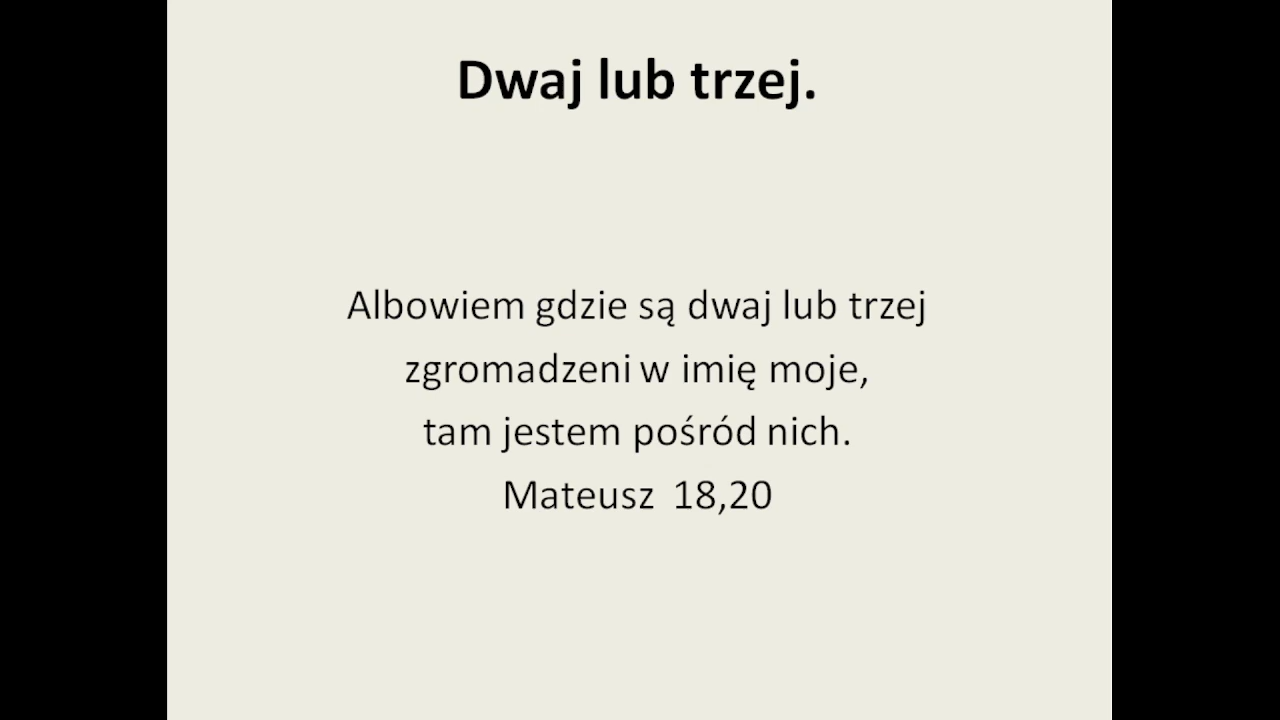 Dwaj lub trzej.
Albowiem gdzie są dwaj lub trzej
zgromadzeni w imię moje,
tam jestem pośród nich.
Mateusz 18,20